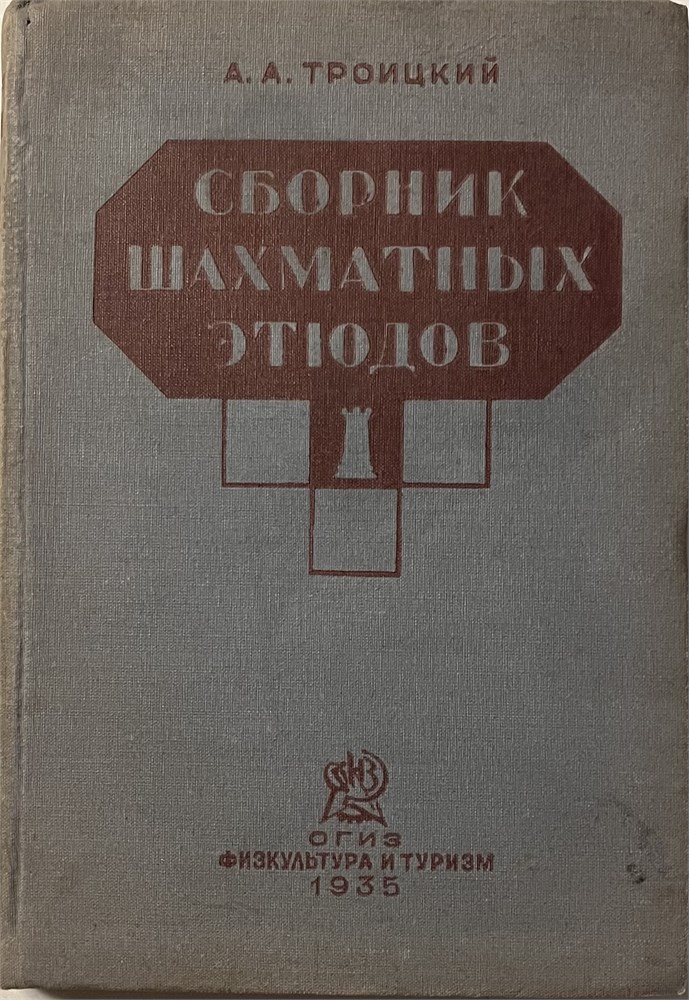 А. А. ТРОИЦКИЙ
СБОРНИК
ШАХМАТНЫХ
ЭТЮДОВ
ОГИЗ
ФИЗКУЛЬТУРА И ТУРИЗМ
1935